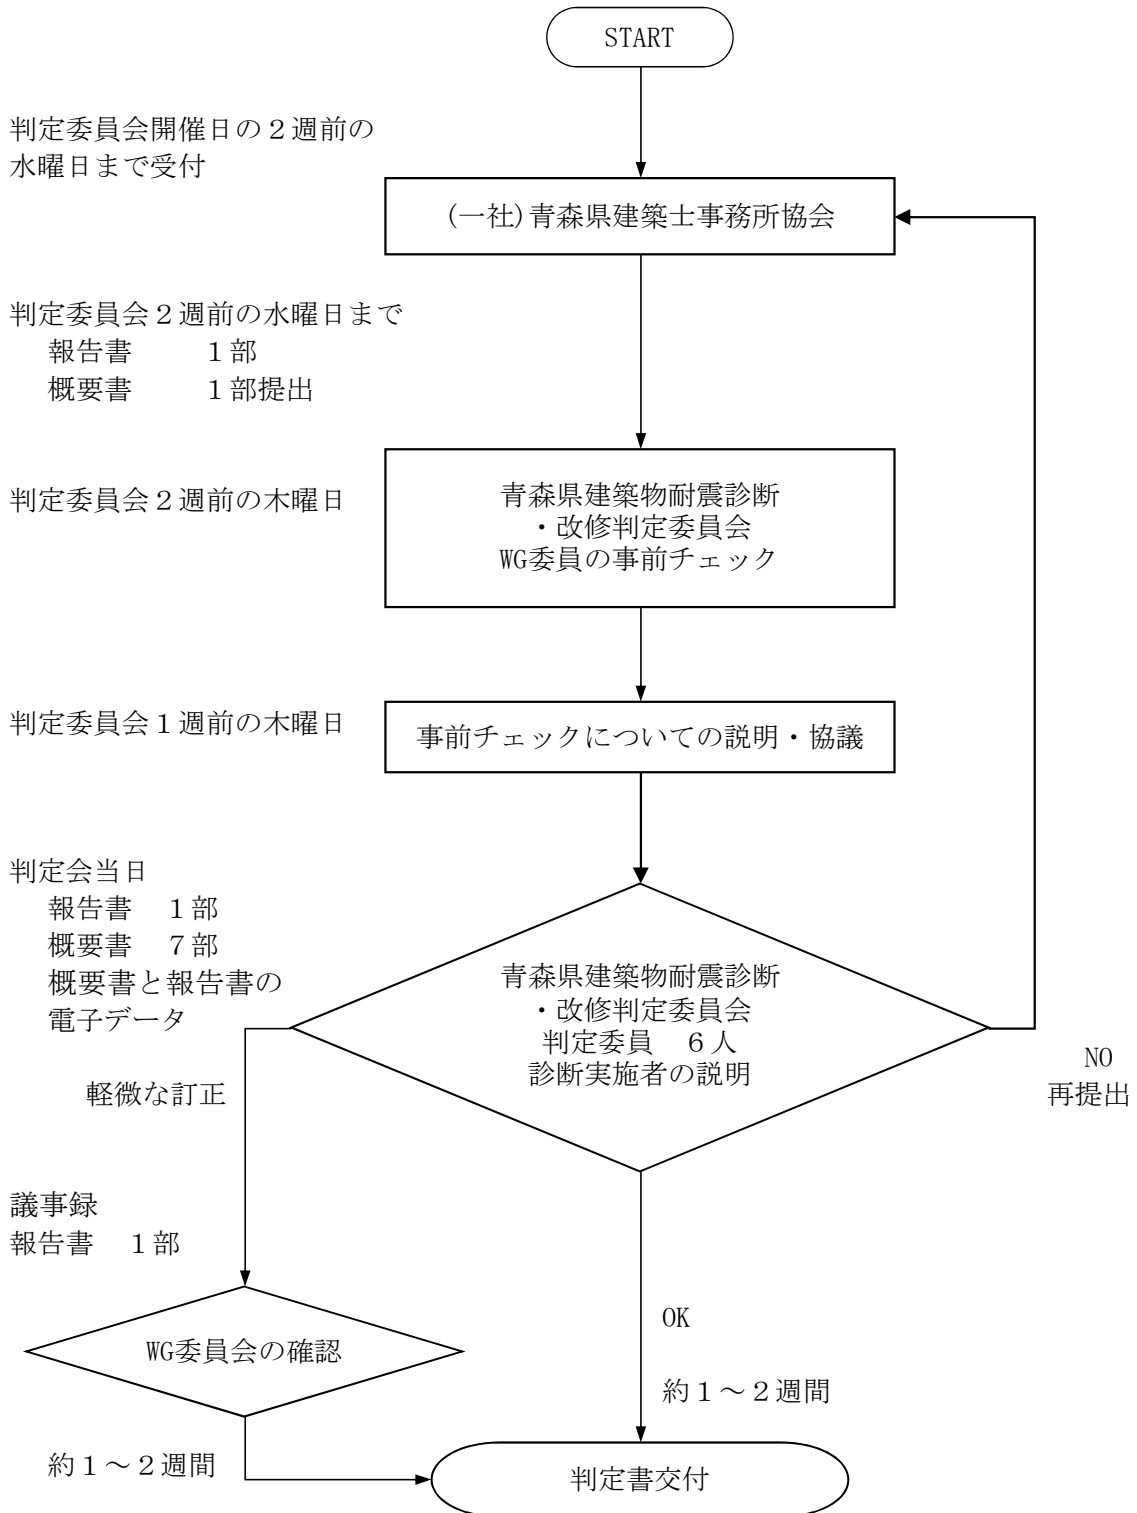 START
判定委員会開催日の２週前の
水曜日まで受付
(一社)青森県建築士事務所協会
判定委員会２週前の水曜日まで
報告書　　１部
概要書　　１部提出
判定委員会２週前の木曜日
青森県建築物耐震診断
・改修判定委員会
WG委員の事前チェック
判定委員会１週前の木曜日
事前チェックについての説明・協議
判定会当日
報告書　１部
概要書　７部
概要書と報告書の
電子データ
青森県建築物耐震診断
・改修判定委員会
判定委員　６人
診断実施者の説明
NO
再提出
軽微な訂正
議事録
報告書　１部
WG委員会の確認
OK
約１～２週間
約１～２週間
判定書交付